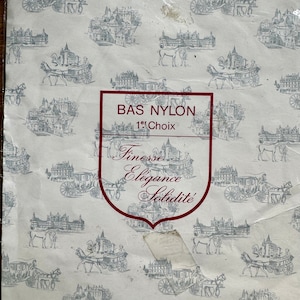 BAS NYLON
1er Choix
Finesse
Elégance
Solidité